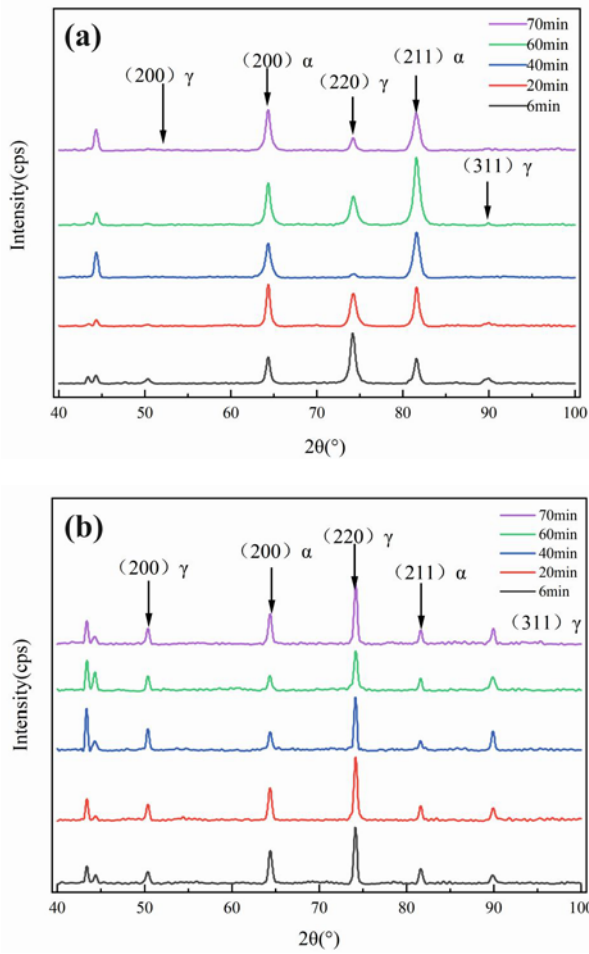 (a)
70min
60min
40min
20min
6min
（200）γ
（200）α
（220）γ
（211）α
（311）γ
Intensity(cps)
40 50 60 70 80 90 100
2θ(°)
(b)
70min
60min
40min
20min
6min
（200）γ
（200）α
（220）γ
（211）α
（311）γ
Intensity(cps)
40 50 60 70 80 90 100
2θ(°)